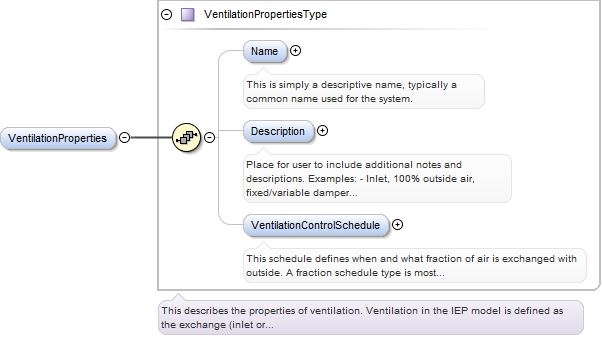 VentilationPropertiesType
Name
This is simply a descriptive name, typically a
common name used for the system.
VentilationProperties
Description
Place for user to include additional notes and
descriptions. Examples: - Inlet, 100% outside air,
fixed/variable damper...
VentilationControlSchedule
This schedule defines when and what fraction of air is exchanged with
outside. A fraction schedule type is most...
This describes the properties of ventilation. Ventilation in the IEP model is defined as
the exchange (inlet or...